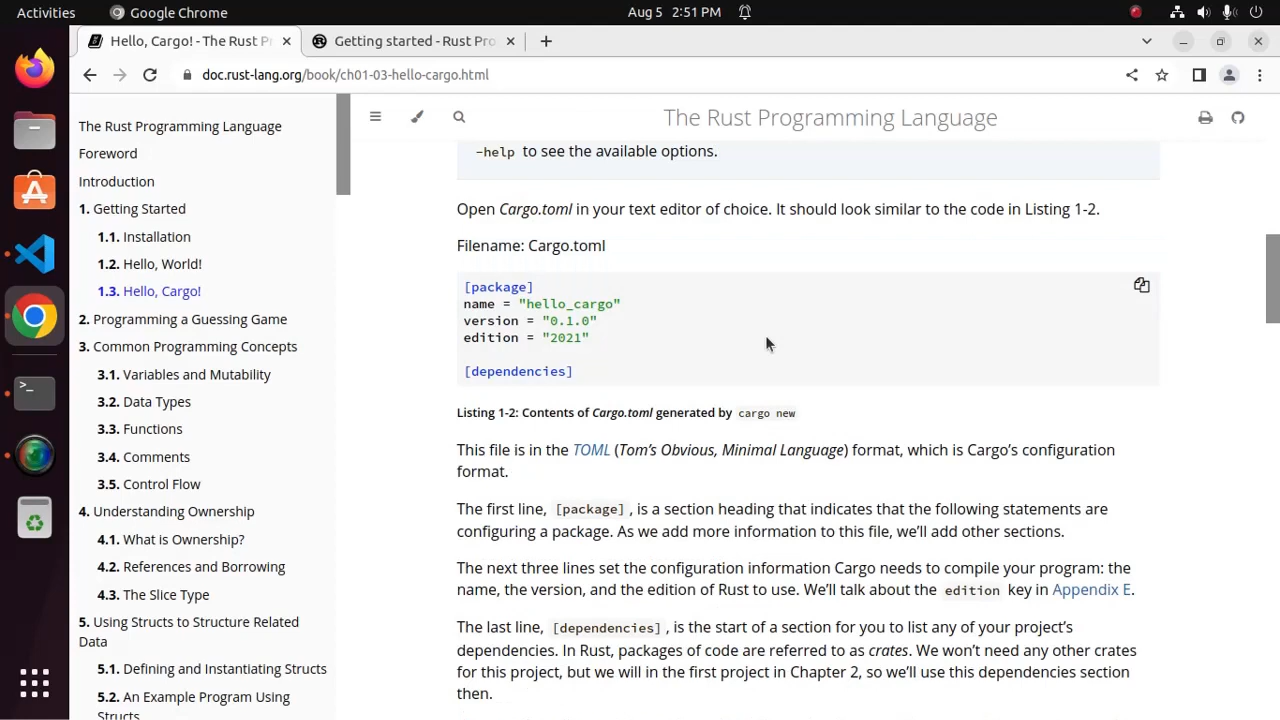 Activities
Google Chrome
Aug 5 2:51 PM
Hello, Cargo! - The Rust P
Getting started - Rust Pro
doc.rust-lang.org/book/ch01-03-hello-cargo.html
The Rust Programming Language
Foreword
Introduction
1. Getting Started
1.1. Installation
1.2. Hello, World!
1.3. Hello, Cargo!
2. Programming a Guessing Game
3. Common Programming Concepts
3.1. Variables and Mutability
3.2. Data Types
3.3. Functions
3.4. Comments
3.5. Control Flow
4. Understanding Ownership
4.1. What is Ownership?
4.2. References and Borrowing
4.3. The Slice Type
5. Using Structs to Structure Related
Data
5.1. Defining and Instantiating Structs
5.2. An Example Program Using
Structs
The Rust Programming Language
-help to see the available options.
Open Cargo.toml in your text editor of choice. It should look similar to the code in Listing 1-2.
Filename: Cargo.toml
[package]
name = "hello_cargo"
version = "0.1.0"
edition = "2021"
[dependencies]
Listing 1-2: Contents of Cargo.toml generated by cargo new
This file is in the TOML (Tom’s Obvious, Minimal Language) format, which is Cargo’s configuration
format.
The first line, [package], is a section heading that indicates that the following statements are
configuring a package. As we add more information to this file, we’ll add other sections.
The next three lines set the configuration information Cargo needs to compile your program: the
name, the version, and the edition of Rust to use. We’ll talk about the edition key in Appendix E.
The last line, [dependencies], is the start of a section for you to list any of your project’s
dependencies. In Rust, packages of code are referred to as crates. We won’t need any other crates
for this project, but we will in the first project in Chapter 2, so we’ll use this dependencies section
then.